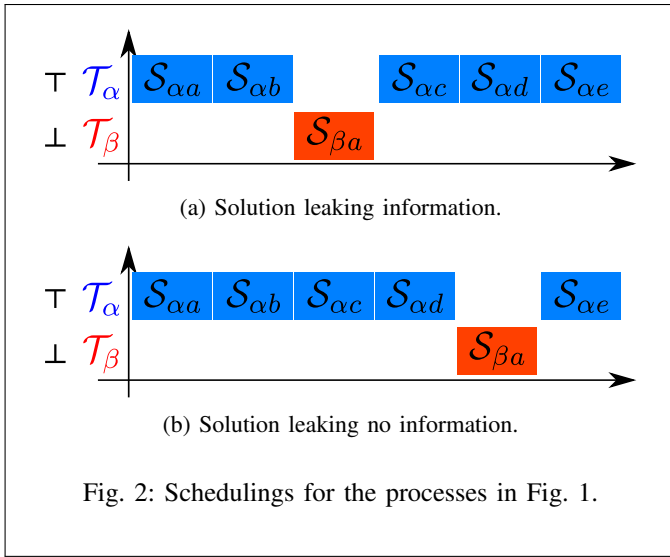 ⊤ 𝒯α 𝒮αa 𝒮αb 𝒮αc 𝒮αd 𝒮αe
⊥ 𝒯β 𝒮βa
(a) Solution leaking information.
⊤ 𝒯α 𝒮αa 𝒮αb 𝒮αc 𝒮αd 𝒮αe
⊥ 𝒯β 𝒮βa
(b) Solution leaking no information.
Fig. 2: Schedulings for the processes in Fig. 1.